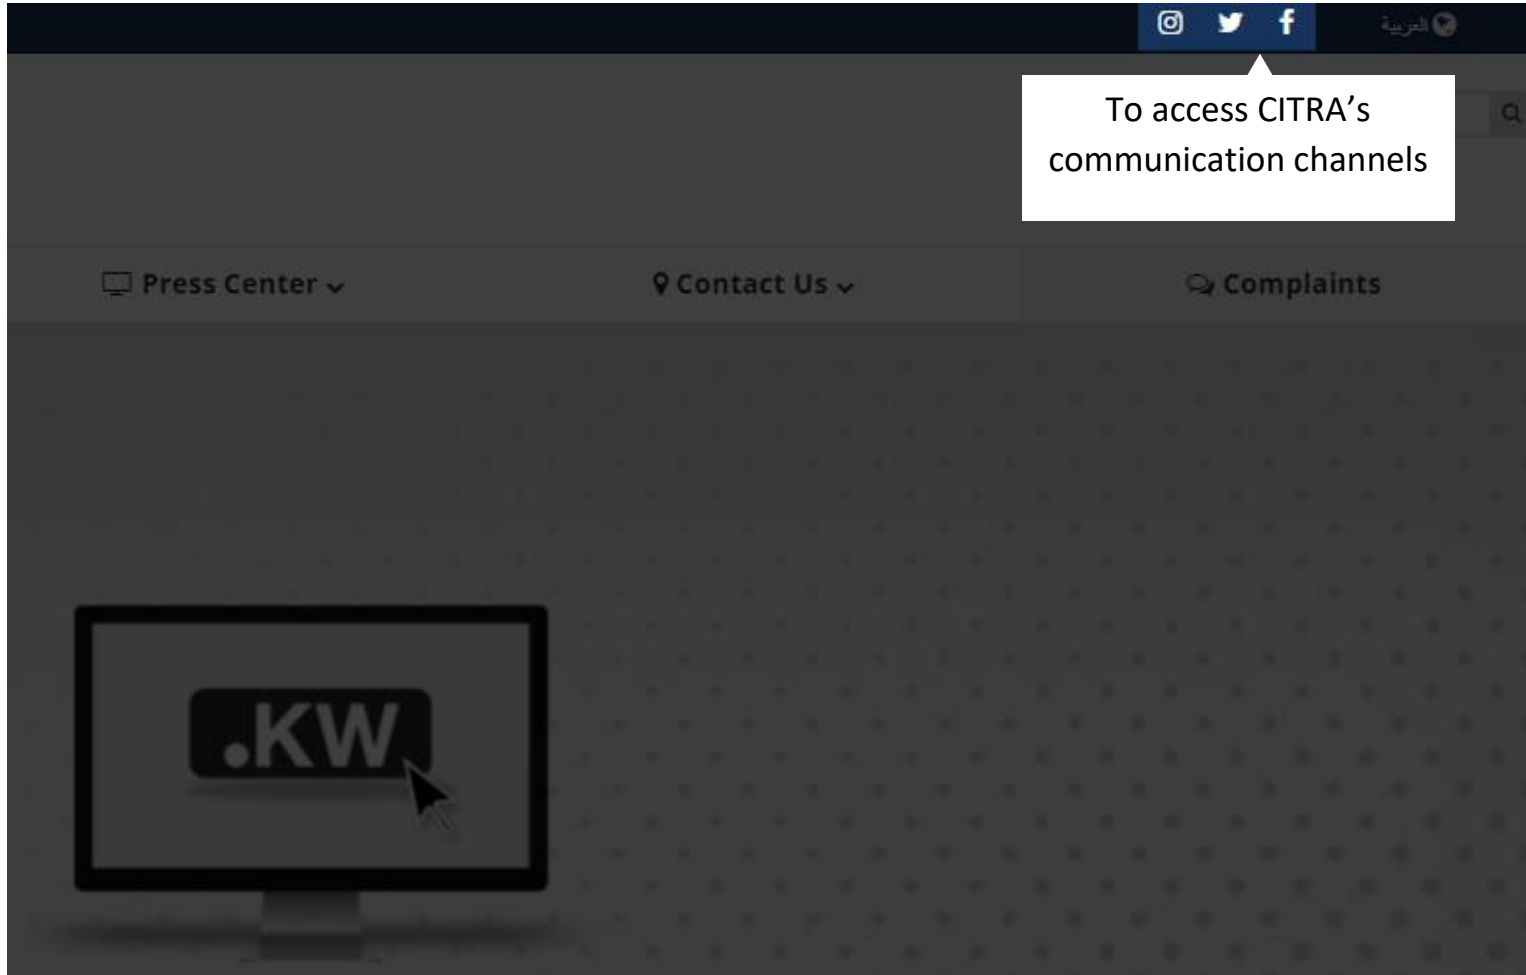 العربية
To access CITRA’s
communication channels
Press Center
Contact Us
Complaints
.KW